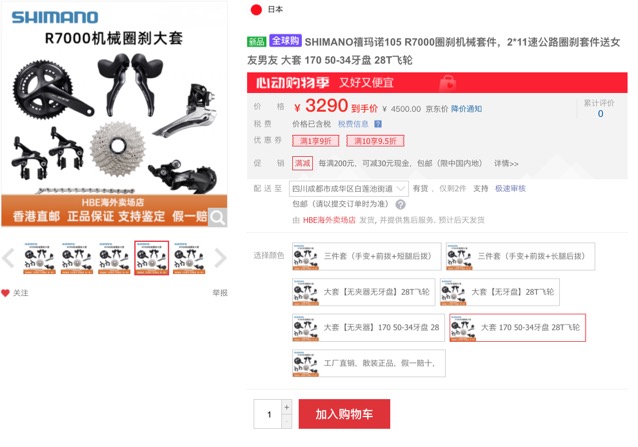 日本
SHIMANO
R7000机械圈刹大套
HBE海外卖场店
香港直邮 正品保证 支持鉴定 假一赔
关注
举报
新品 全球购 SHIMANO禧玛诺105 R7000圈刹机械套件，2*11速公路圈刹套件送女
友男友 大套 170 50-34牙盘 28T飞轮
心动购物季 又好又便宜
价 格 ¥ 3290 到手价 ¥ 4500.00 京东价 降价通知
累计评价
0
税 费 价格已含税 税费信息 ?
优惠券 满1享9折 满10享9.5折
促 销 满减 每满200元，可减30元现金，包邮（限中国内地） 详情>>
配送至 四川成都市成华区白莲池街道 有货 ，仅剩2件 支持 极速审核
包邮（请以提交订单时为准） ?
由 HBE海外卖场店 发货, 并提供售后服务. 预计后天发货
选择颜色
三件套（手变+前拨+短腿后拨）
三件套（手变+前拨+长腿后拨）
大套【无夹器无牙盘】28T飞轮
大套【无牙盘】28T飞轮
大套【无夹器】170 50-34牙盘 28
大套 170 50-34牙盘 28T飞轮
工厂直销，散装正品，假一赔十，
1
+
-
加入购物车